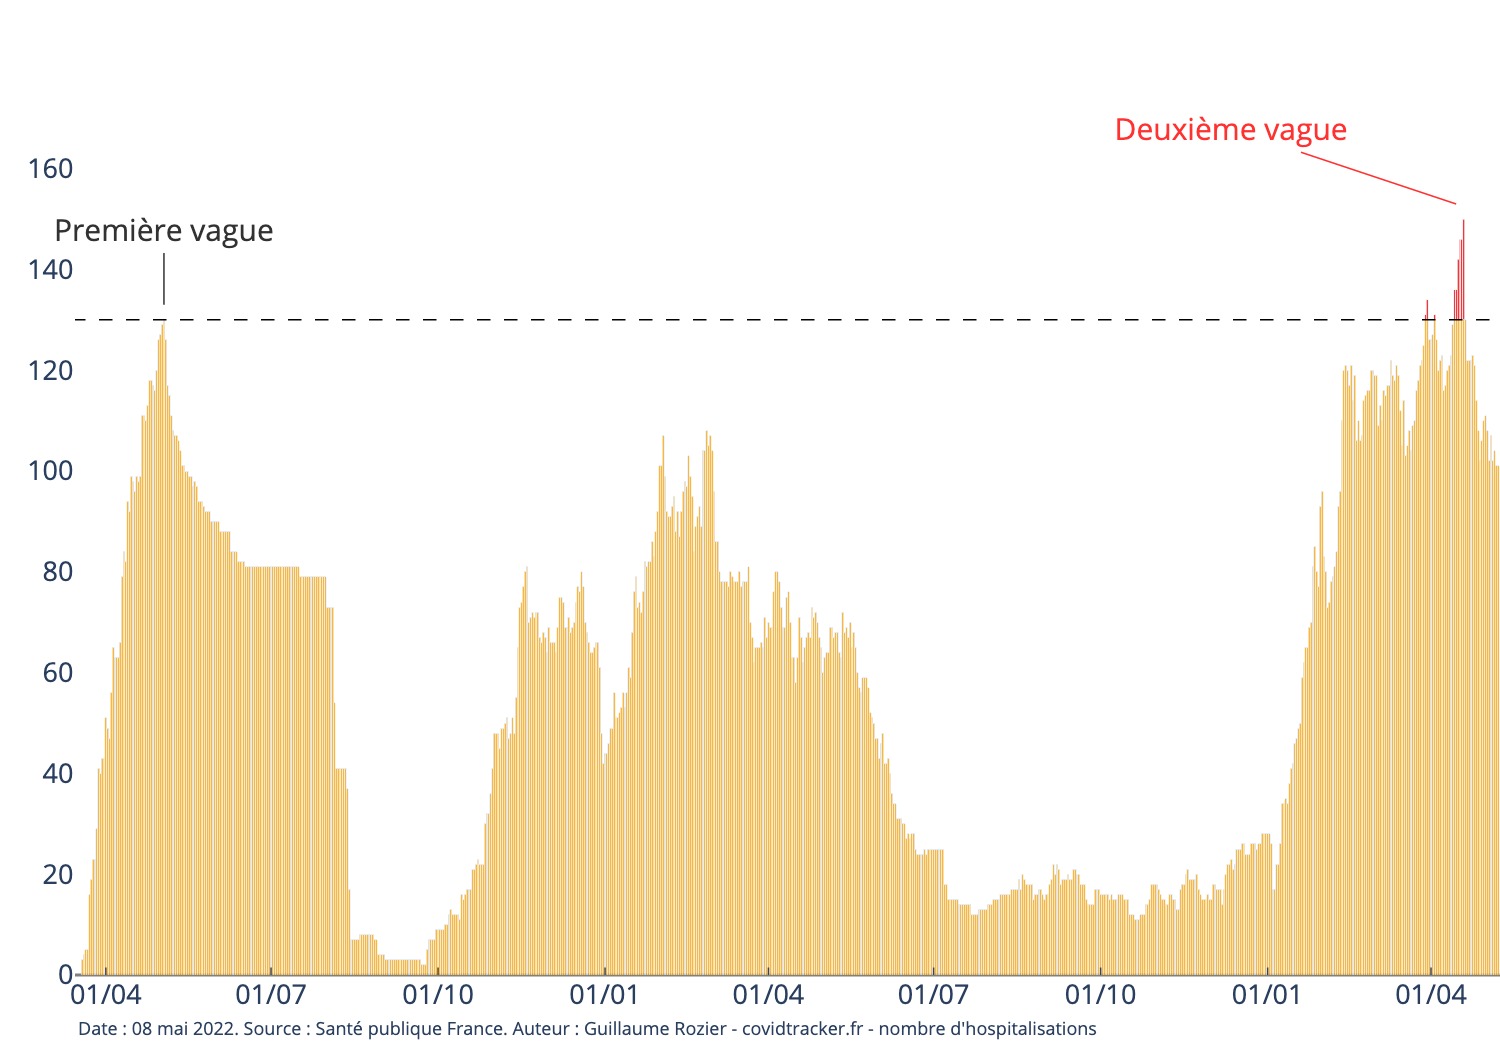 Deuxième vague
160
Première vague
140
120
100
80
60
40
20
0
01/04 01/07 01/10 01/01 01/04 01/07 01/10 01/01 01/04
Date : 08 mai 2022. Source : Santé publique France. Auteur : Guillaume Rozier - covidtracker.fr - nombre d'hospitalisations